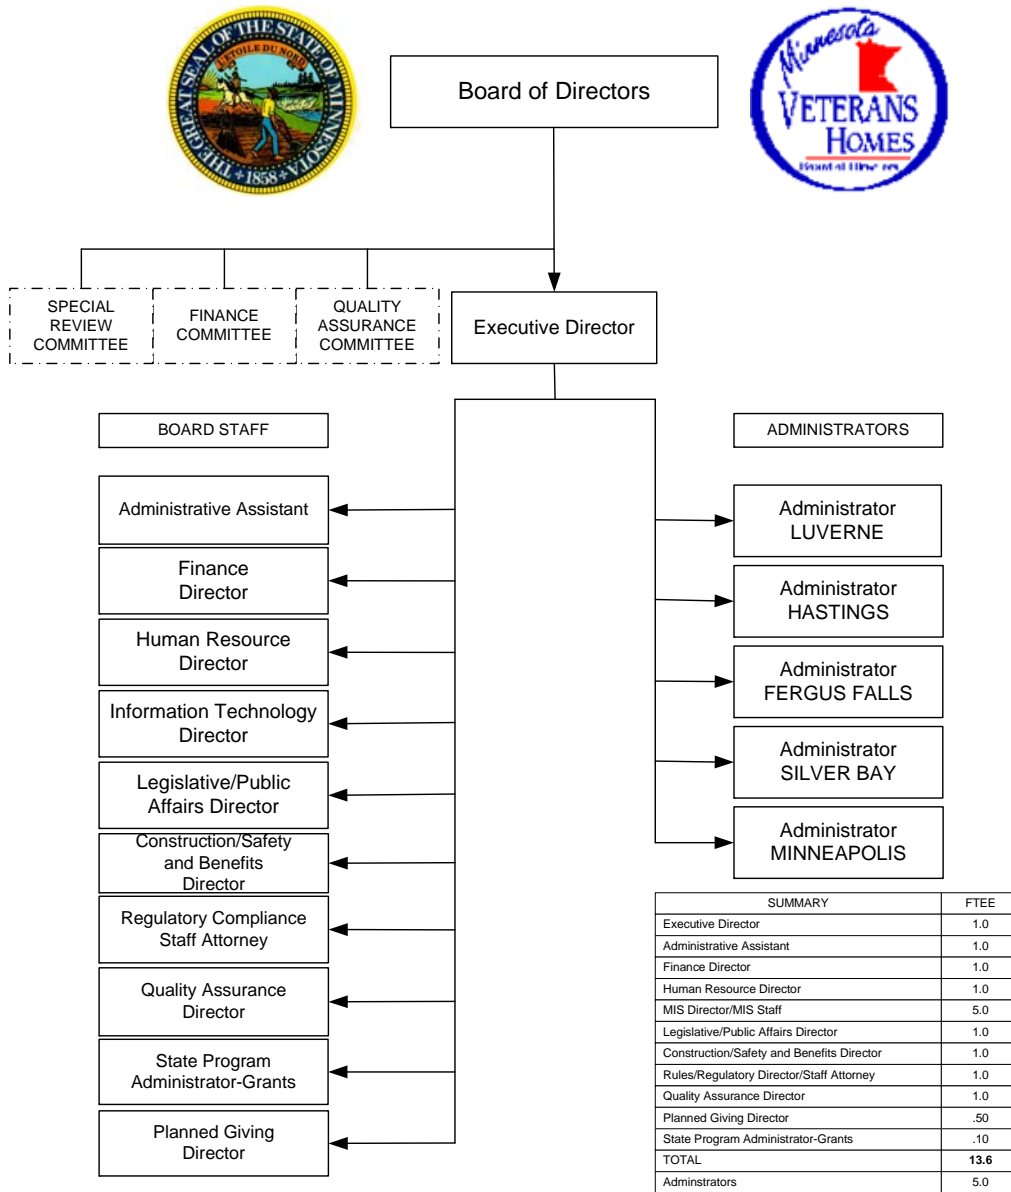 THE GREAT SEAL OF THE STATE OF MINNESOTA
L'ETOILE DU NORD
1858
Board of Directors
Minnesota
VETERANS
HOMES
Board of Directors
SPECIAL
REVIEW
COMMITTEE
FINANCE
COMMITTEE
QUALITY
ASSURANCE
COMMITTEE
Executive Director
BOARD STAFF
Administrative Assistant
Finance
Director
Human Resource
Director
Information Technology
Director
Legislative/Public
Affairs Director
Construction/Safety
and Benefits
Director
Regulatory Compliance
Staff Attorney
Quality Assurance
Director
State Program
Administrator-Grants
Planned Giving
Director
ADMINISTRATORS
Administrator
LUVERNE
Administrator
HASTINGS
Administrator
FERGUS FALLS
Administrator
SILVER BAY
Administrator
MINNEAPOLIS
SUMMARY FTEE
Executive Director 1.0
Administrative Assistant 1.0
Finance Director 1.0
Human Resource Director 1.0
MIS Director/MIS Staff 5.0
Legislative/Public Affairs Director 1.0
Construction/Safety and Benefits Director 1.0
Rules/Regulatory Director/Staff Attorney 1.0
Quality Assurance Director 1.0
Planned Giving Director .50
State Program Administrator-Grants .10
TOTAL 13.6
Adminstrators 5.0